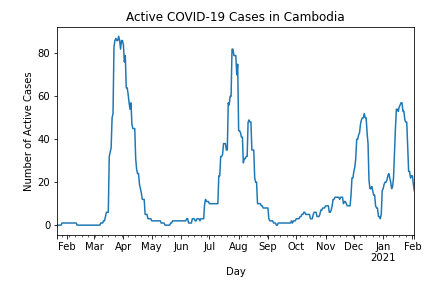 Active COVID-19 Cases in Cambodia
Number of Active Cases
80
60
40
20
0
Feb Mar Apr May Jun Jul Aug Sep Oct Nov Dec Jan Feb
2021
Day